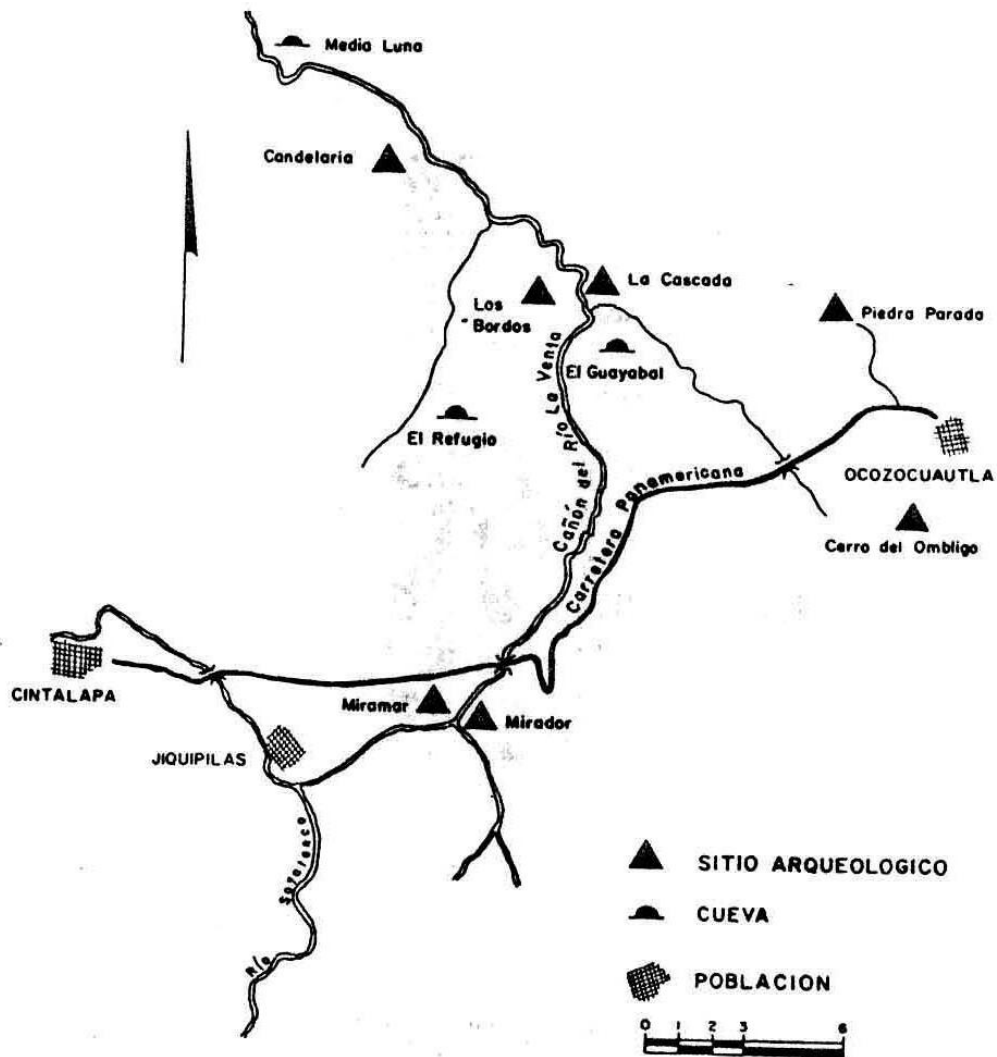 Media Luna
Candelaria
La Cascada
Los
Bordos
Piedra Parada
El Guayabal
El Refugio
Cañón del Río La Venta
Carretera Panamericana
OCOZOCUAUTLA
Cerro del Ombligo
CINTALAPA
Miramar
Mirador
JIQUIPILAS
Río Soyatenco
SITIO ARQUEOLOGICO
CUEVA
POBLACION
0 1 2 3 6